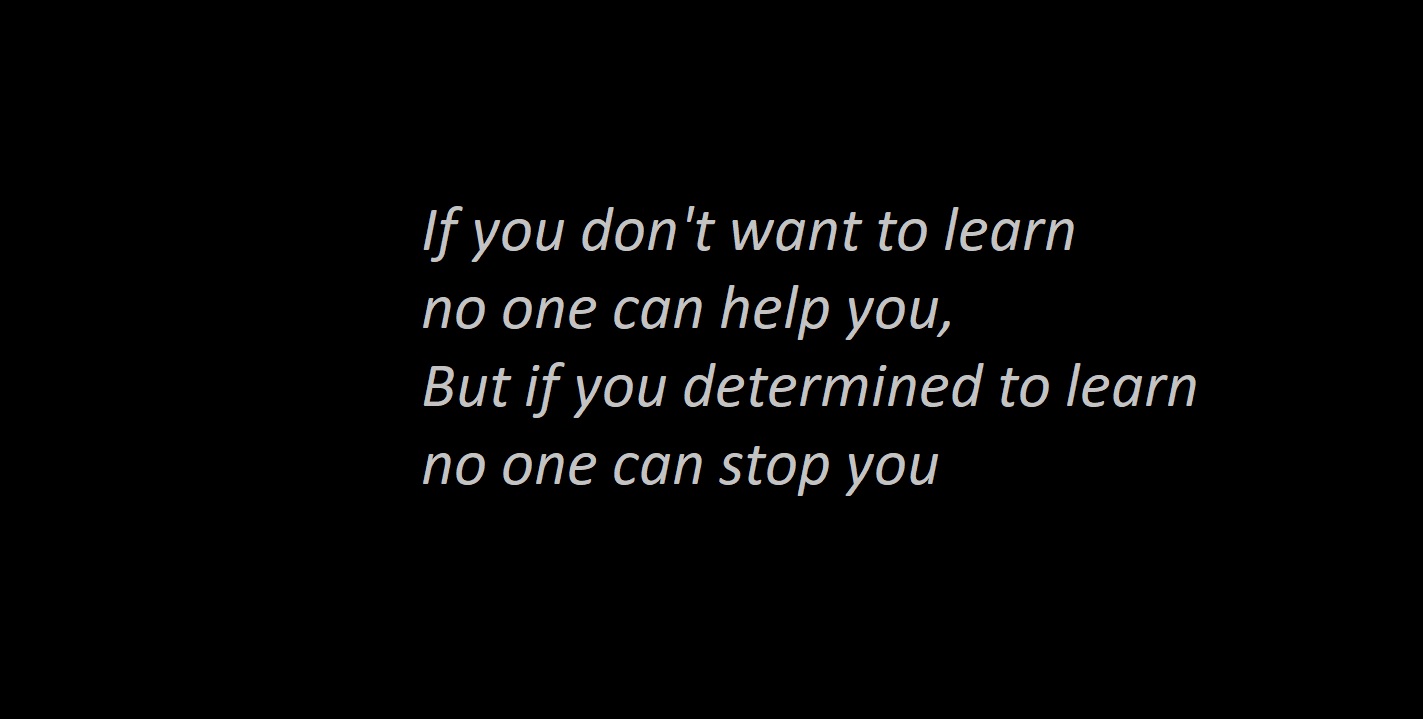 If you don't want to learn
no one can help you,
But if you determined to learn
no one can stop you